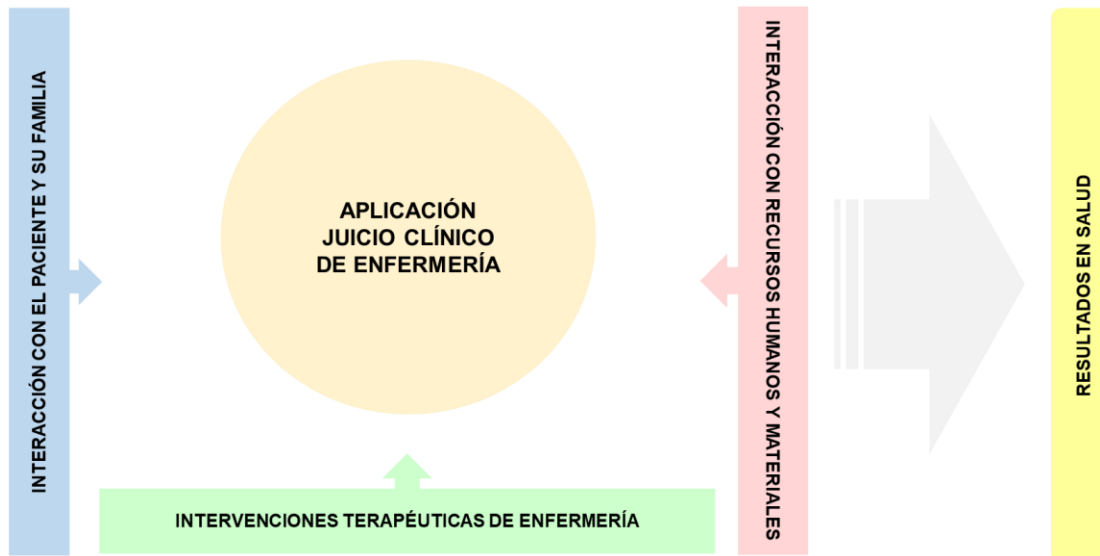 INTERACCIÓN CON EL PACIENTE Y SU FAMILIA
APLICACIÓN
JUICIO CLÍNICO
DE ENFERMERÍA
INTERVENCIONES TERAPÉUTICAS DE ENFERMERÍA
INTERACCIÓN CON RECURSOS HUMANOS Y MATERIALES
RESULTADOS EN SALUD